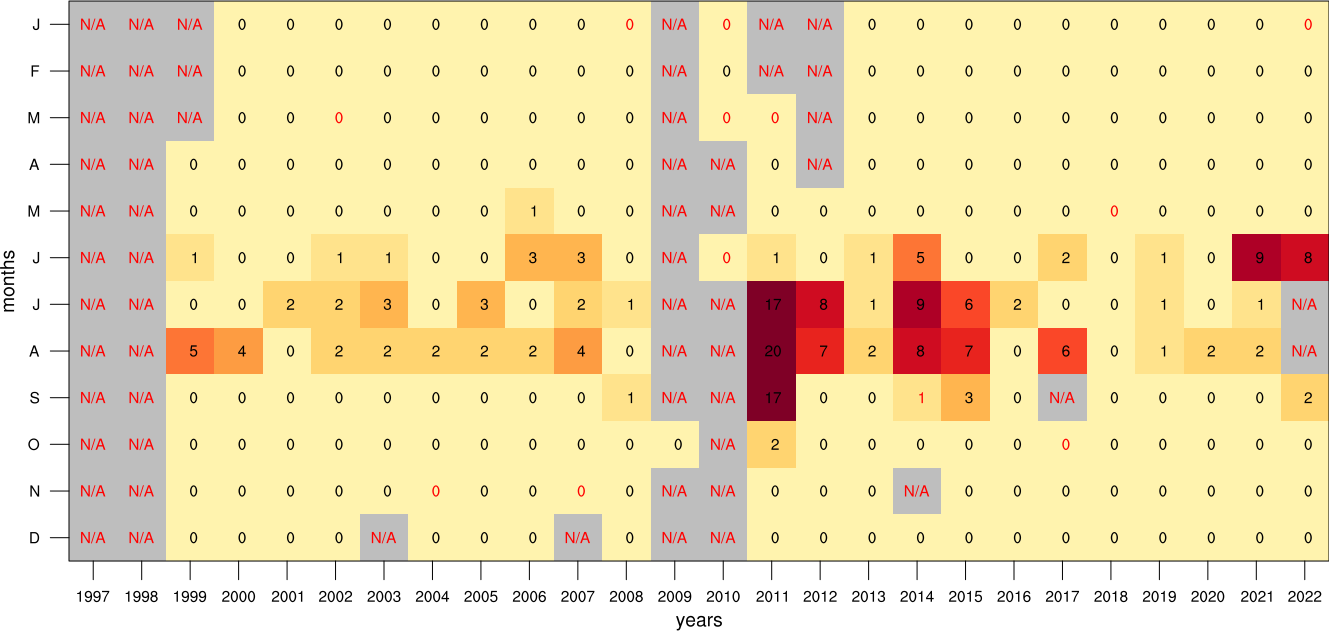 J N/A N/A N/A 0 0 0 0 0 0 0 0 0 N/A 0 N/A N/A 0 0 0 0 0 0 0 0 0 0
F N/A N/A N/A 0 0 0 0 0 0 0 0 0 N/A 0 N/A N/A 0 0 0 0 0 0 0 0 0 0
M N/A N/A N/A 0 0 0 0 0 0 0 0 0 N/A 0 0 N/A 0 0 0 0 0 0 0 0 0 0
A N/A N/A 0 0 0 0 0 0 0 0 0 0 N/A N/A 0 N/A 0 0 0 0 0 0 0 0 0 0
M N/A N/A 0 0 0 0 0 0 0 1 0 0 N/A N/A 0 0 0 0 0 0 0 0 0 0 0 0
J N/A N/A 1 0 0 1 1 0 0 3 3 0 N/A 0 1 0 1 5 0 0 2 0 1 0 9 8
J N/A N/A 0 0 2 2 3 0 3 0 2 1 N/A N/A 17 8 1 9 6 2 0 0 1 0 1 N/A
A N/A N/A 5 4 0 2 2 2 2 2 4 0 N/A N/A 20 7 2 8 7 0 6 0 1 2 2 N/A
S N/A N/A 0 0 0 0 0 0 0 0 0 1 N/A N/A 17 0 0 1 3 0 N/A 0 0 0 0 2
O N/A N/A 0 0 0 0 0 0 0 0 0 0 0 N/A 2 0 0 0 0 0 0 0 0 0 0 0
N N/A N/A 0 0 0 0 0 0 0 0 0 0 N/A N/A 0 0 0 N/A 0 0 0 0 0 0 0 0
D N/A N/A 0 0 0 0 N/A 0 0 0 N/A 0 N/A N/A 0 0 0 0 0 0 0 0 0 0 0 0
months
1997 1998 1999 2000 2001 2002 2003 2004 2005 2006 2007 2008 2009 2010 2011 2012 2013 2014 2015 2016 2017 2018 2019 2020 2021 2022
years